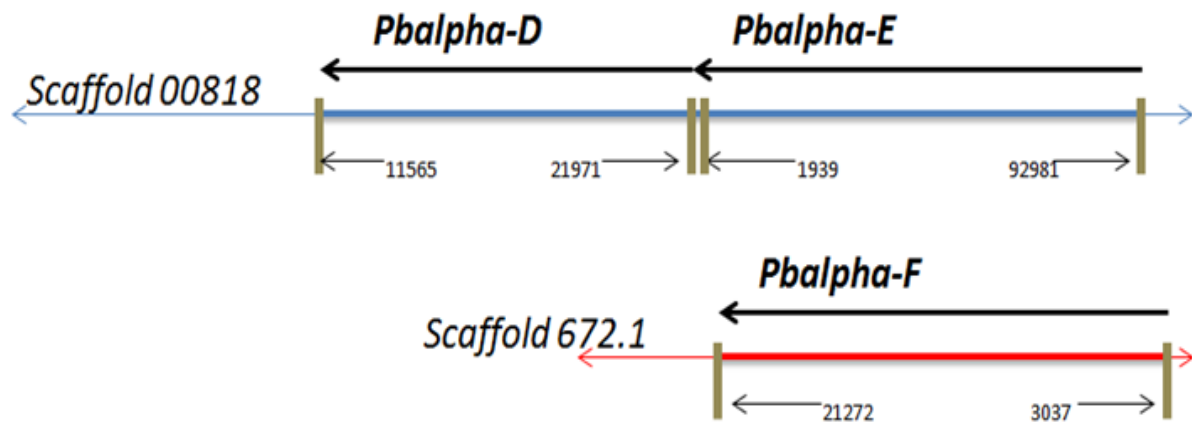 Pbalpha-D Pbalpha-E
Scaffold 00818
11565 21971 1939 92981
Pbalpha-F
Scaffold 672.1
21272 3037